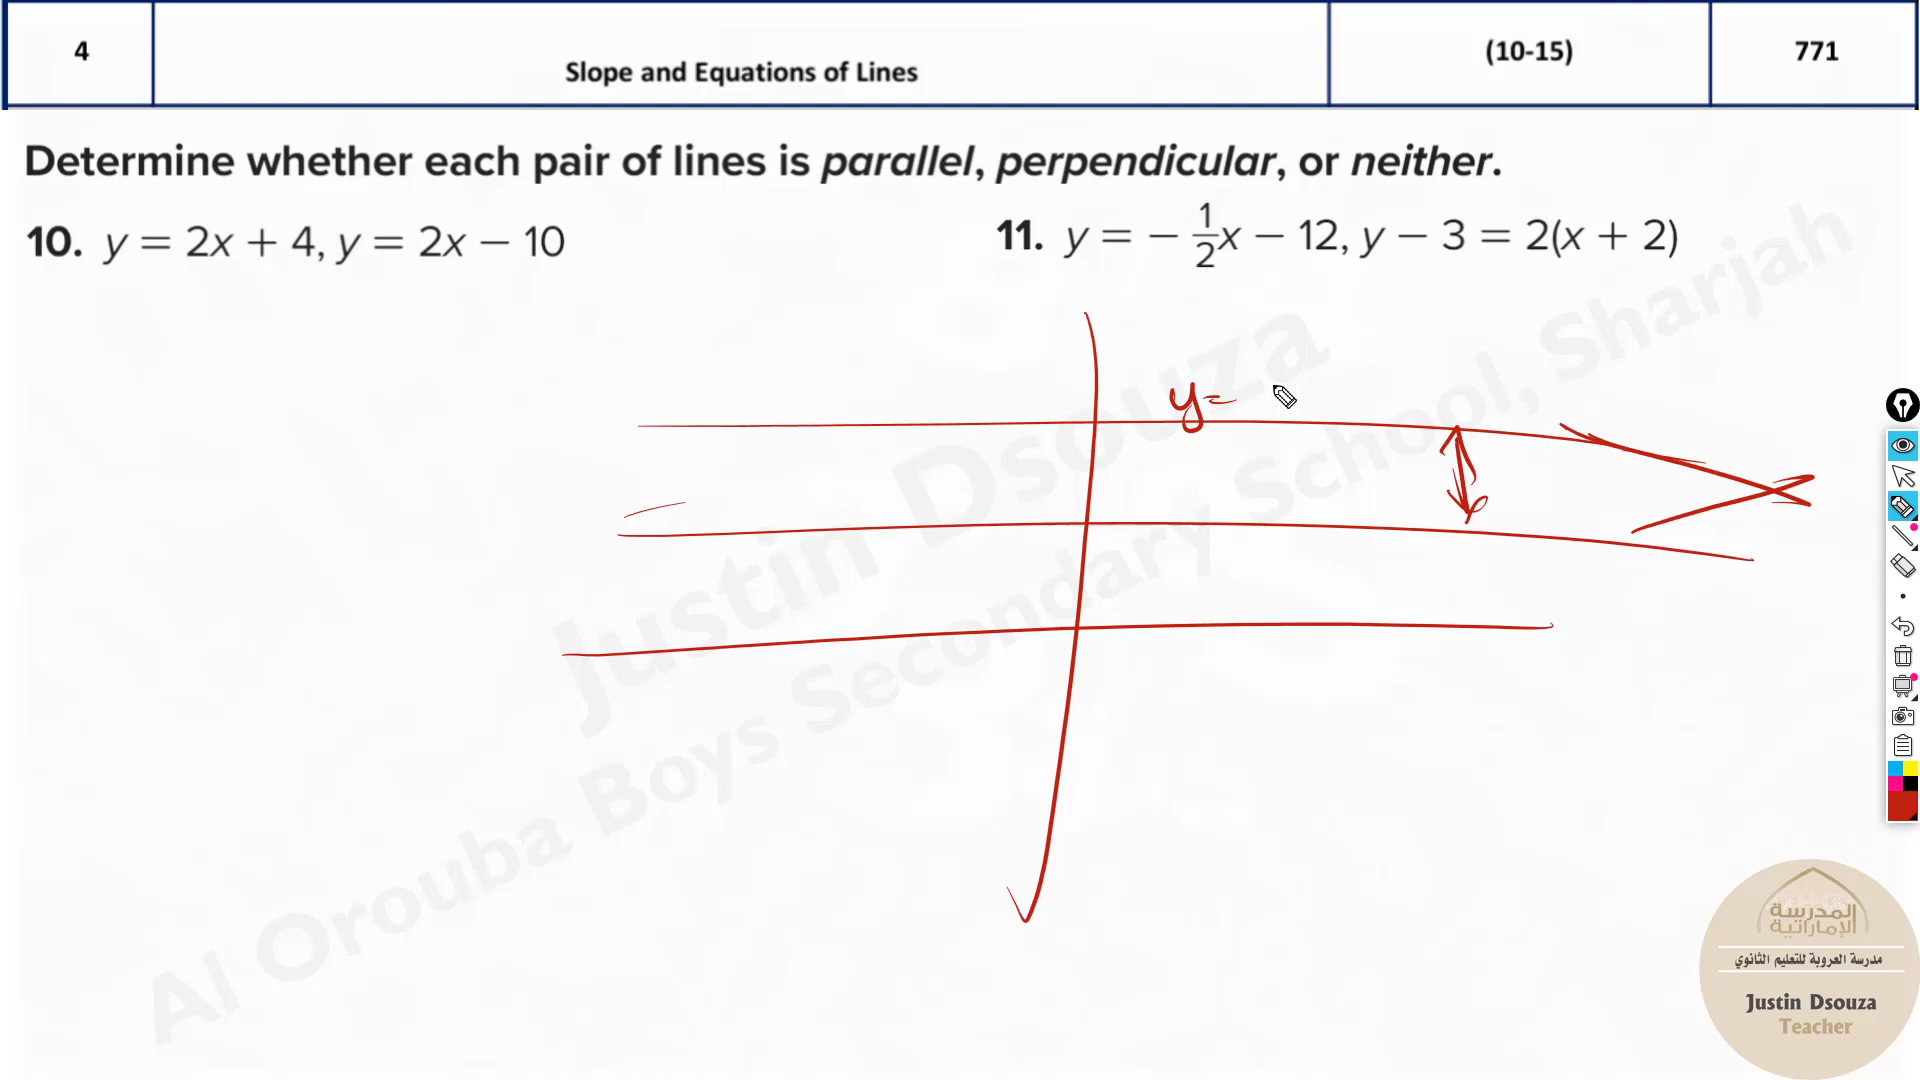 4
Slope and Equations of Lines
(10-15)
771
Determine whether each pair of lines is parallel, perpendicular, or neither.
10. y = 2x + 4, y = 2x − 10
11. y = − 1/2 x − 12, y − 3 = 2(x + 2)
y=
Justin Dsouza
Al Orouba Boys Secondary School, Sharjah
المدرسة
الإماراتية
مدرسة العروبة للتعليم الثانوي
Justin Dsouza
Teacher